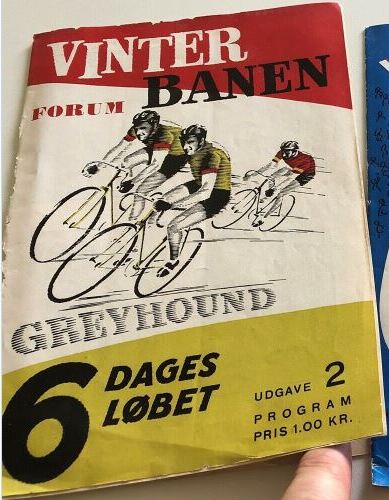 VINTER
BANEN
FORUM
GREYHOUND
6 DAGES
LØBET
UDGAVE 2
PROGRAM
PRIS 1.00 KR.